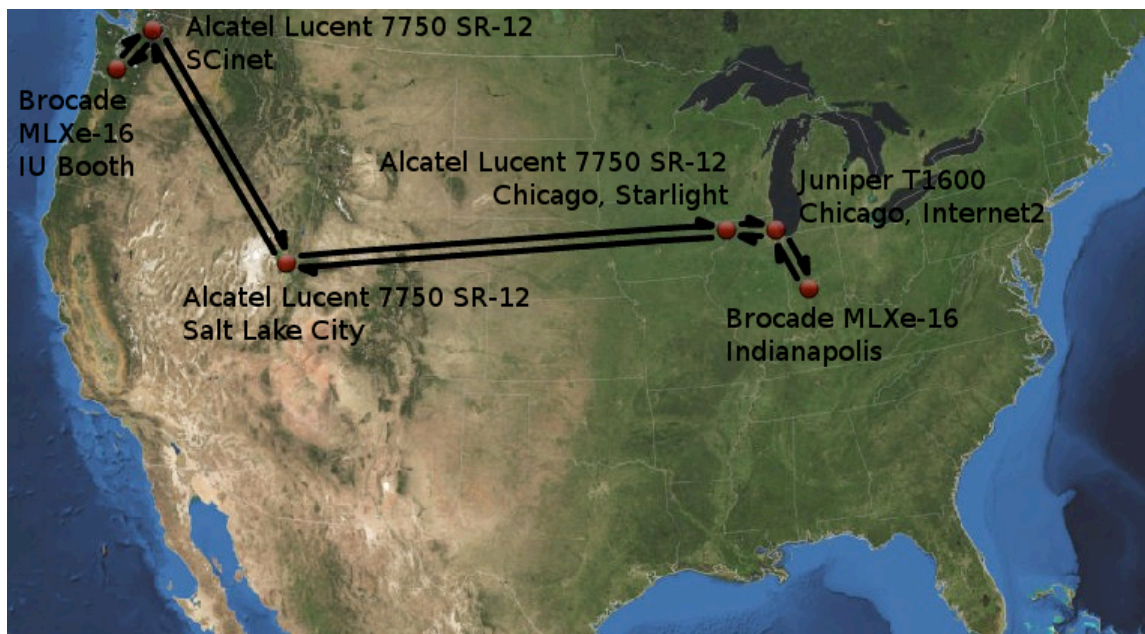 Alcatel Lucent 7750 SR-12
SCinet
Brocade
MLXe-16
IU Booth
Alcatel Lucent 7750 SR-12
Chicago, Starlight
Juniper T1600
Chicago, Internet2
Alcatel Lucent 7750 SR-12
Salt Lake City
Brocade MLXe-16
Indianapolis